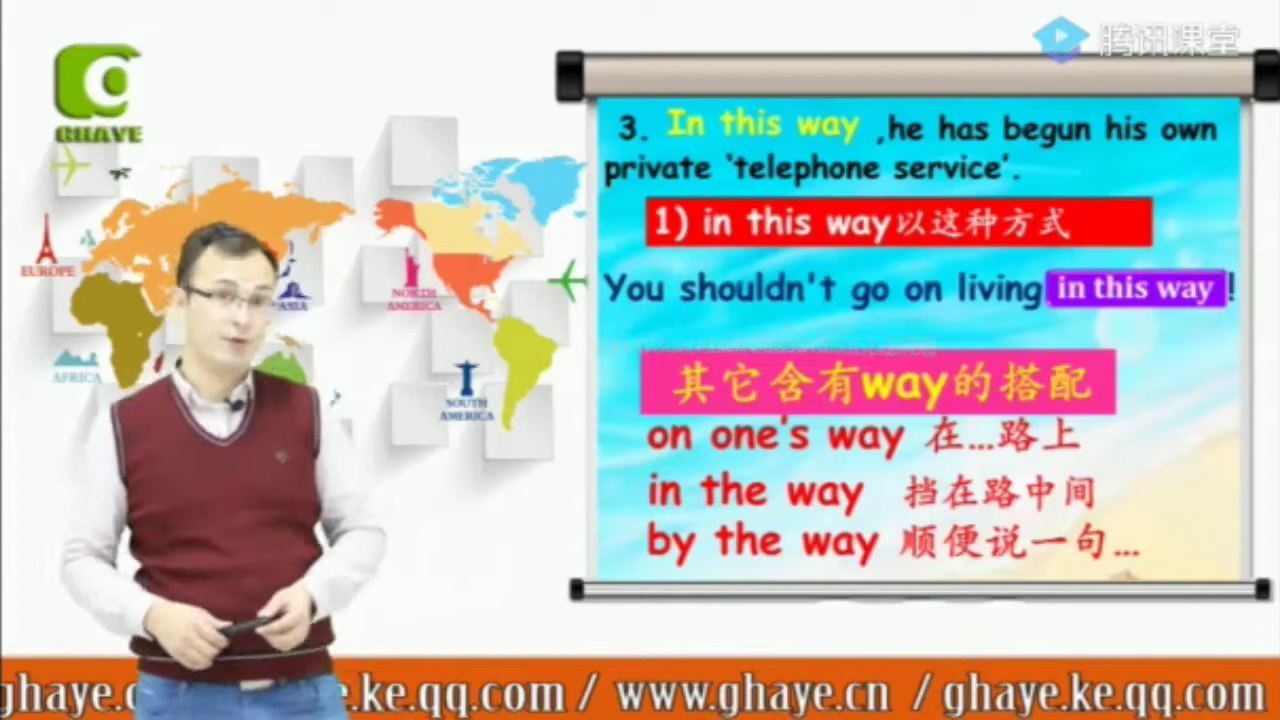 腾讯课堂
GHAYE
3. In this way ,he has begun his own
private ‘telephone service’.
1) in this way以这种方式
You shouldn't go on living in this way !
其它含有way的搭配
on one's way 在...路上
in the way 挡在路中间
by the way 顺便说一句...
EUROPE
ASIA
NORTH
AMERICA
AFRICA
SOUTH
AMERICA
ghaye.c e.ke.qq.com / www.ghaye.cn / ghaye.ke.qq.com